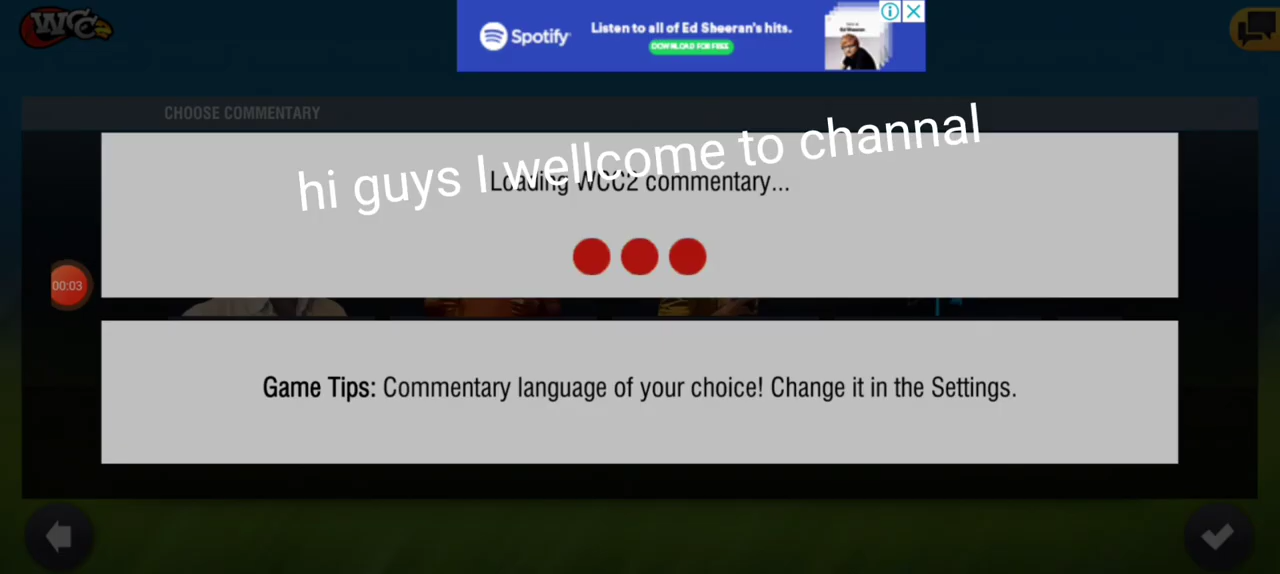 WCC
Spotify
Listen to all of Ed Sheeran's hits.
DOWNLOAD FOR FREE
CHOOSE COMMENTARY
hi guys I wellcome to channal
Loading WCC2 commentary...
00:03
Game Tips: Commentary language of your choice! Change it in the Settings.